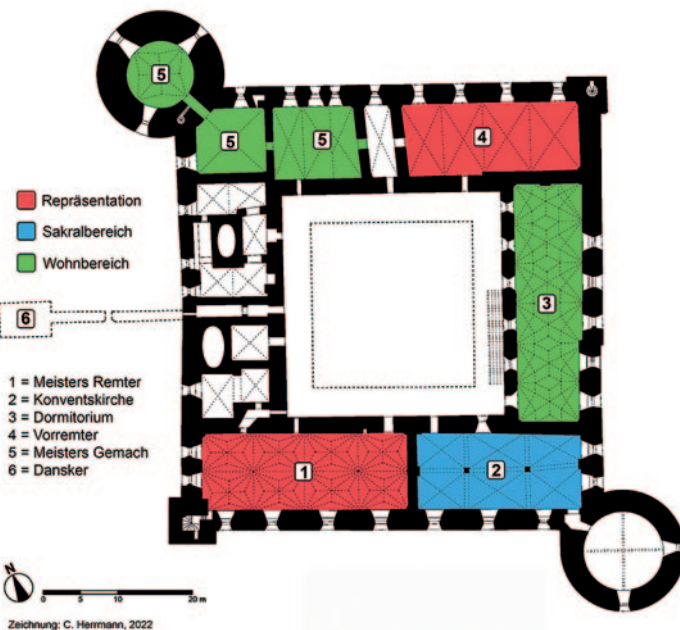 5
5
5
4
Repräsentation
Sakralbereich
Wohnbereich
3
6
1 = Meisters Remter
2 = Konventskirche
3 = Dormitorium
4 = Vorremter
5 = Meisters Gemach
6 = Dansker
1
2
N
0 5 10 20 m
Zeichnung: C. Herrmann, 2022